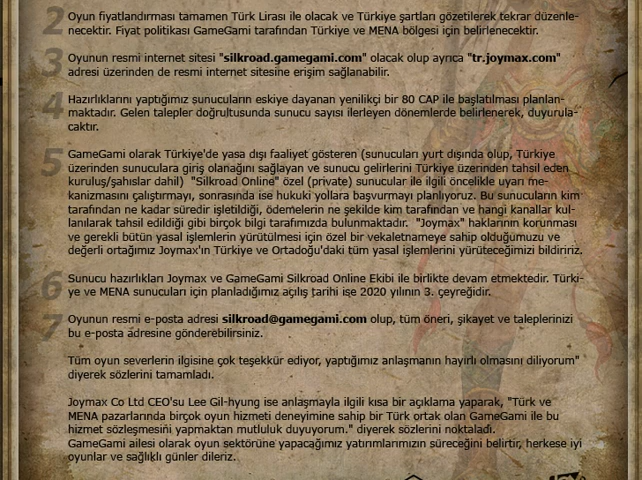 2 Oyun fiyatlandırması tamamen Türk Lirası ile olacak ve Türkiye şartları gözetilerek tekrar düzenle-
necektir. Fiyat politikası GameGami tarafından Türkiye ve MENA bölgesi için belirlenecektir.
3 Oyunun resmi internet sitesi "silkroad.gamegami.com" olacak olup ayrıca "tr.joymax.com"
adresi üzerinden de resmi internet sitesine erişim sağlanabilir.
4 Hazırlıklarını yaptığımız sunucuların eskiye dayanan yenilikçi bir 80 CAP ile başlatılması planlan-
maktadır. Gelen talepler doğrultusunda sunucu sayısı ilerleyen dönemlerde belirlenerek, duyurula-
caktır.
5 GameGami olarak Türkiye'de yasa dışı faaliyet gösteren (sunucuları yurt dışında olup, Türkiye
üzerinden sunuculara giriş olanağını sağlayan ve sunucu gelirlerini Türkiye üzerinden tahsil eden
kuruluş/şahıslar dahil) "Silkroad Online" özel (private) sunucular ile ilgili öncelikle uyarı me-
kanizmasını çalıştırmayı, sonrasında ise hukuki yollara başvurmayı planlıyoruz. Bu sunucuların kim
tarafından ne kadar süredir işletildiği, ödemelerin ne şekilde kim tarafından ve hangi kanallar kul-
lanılarak tahsil edildiği gibi birçok bilgi tarafımızda bulunmaktadır. "Joymax" haklarının korunması
ve gerekli bütün yasal işlemlerin yürütülmesi için özel bir vekaletnameye sahip olduğumuzu ve
değerli ortağımız Joymax'ın Türkiye ve Ortadoğu'daki tüm yasal işlemlerini yürüteceğimizi bildiririz.
6 Sunucu hazırlıkları Joymax ve GameGami Silkroad Online Ekibi ile birlikte devam etmektedir. Türki-
ye ve MENA sunucuları için planladığımız açılış tarihi ise 2020 yılının 3. çeyreğidir.
7 Oyunun resmi e-posta adresi silkroad@gamegami.com olup, tüm öneri, şikayet ve taleplerinizi
bu e-posta adresine gönderebilirsiniz.
Tüm oyun severlerin ilgisine çok teşekkür ediyor, yaptığımız anlaşmanın hayırlı olmasını diliyorum"
diyerek sözlerini tamamladı.
Joymax Co Ltd CEO'su Lee Gil-hyung ise anlaşmayla ilgili kısa bir açıklama yaparak, "Türk ve
MENA pazarlarında birçok oyun hizmeti deneyimine sahip bir Türk ortak olan GameGami ile bu
hizmet sözleşmesini yapmaktan mutluluk duyuyorum." diyerek sözlerini noktaladı.
GameGami ailesi olarak oyun sektörüne yapacağımız yatırımlarımızın süreceğini belirtir, herkese iyi
oyunlar ve sağlıklı günler dileriz.